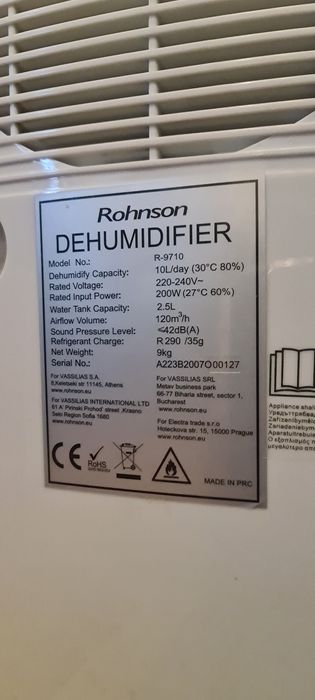 Rohnson
DEHUMIDIFIER
Model No.: R-9710
Dehumidify Capacity: 10L/day (30°C 80%)
Rated Voltage: 220-240V~
Rated Input Power: 200W (27°C 60%)
Water Tank Capacity: 2.5L
Airflow Volume: 120m³/h
Sound Pressure Level: ≤42dB(A)
Refrigerant Charge: R290 /35g
Net Weight: 9kg
Serial No.: A223B2007O00127
For VASSILIAS S.A.
8,Keletseki str 11145, Athens
www.rohnson.eu
For VASSILIAS INTERNATIONAL LTD
61 A' Pirinski Prohod street ,Krasno
Selo Region Sofia 1680
www.rohnson.eu
For VASSILIAS SRL
Metav business park
66-77 Biharia street, sector 1,
Bucharest
www.rohnson.eu
For Electra trade s.r.o
Holeckova str. 15, 15000 Prague
www.rohnson.eu
CE
RoHS
MADE IN PRC
Appliance shall